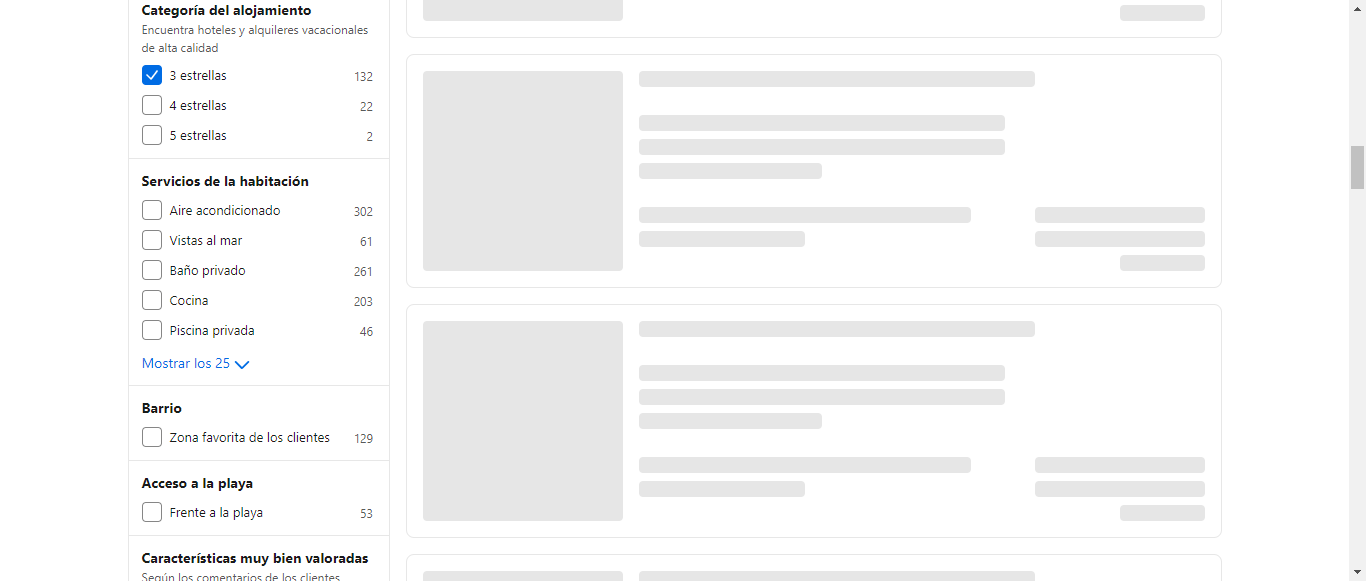 Categoría del alojamiento
Encuentra hoteles y alquileres vacacionales
de alta calidad
3 estrellas 132
4 estrellas 22
5 estrellas 2
Servicios de la habitación
Aire acondicionado 302
Vistas al mar 61
Baño privado 261
Cocina 203
Piscina privada 46
Mostrar los 25
Barrio
Zona favorita de los clientes 129
Acceso a la playa
Frente a la playa 53
Características muy bien valoradas
Según los comentarios de los clientes